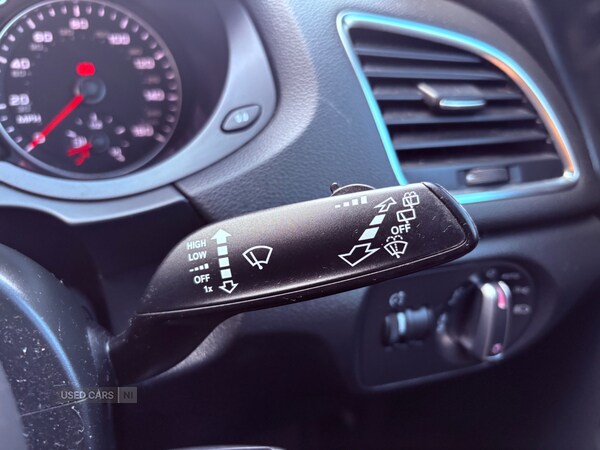 80
100
120
60
40
20
140
160
MPH
HIGH
LOW
OFF
1x
OFF
USED CARS NI